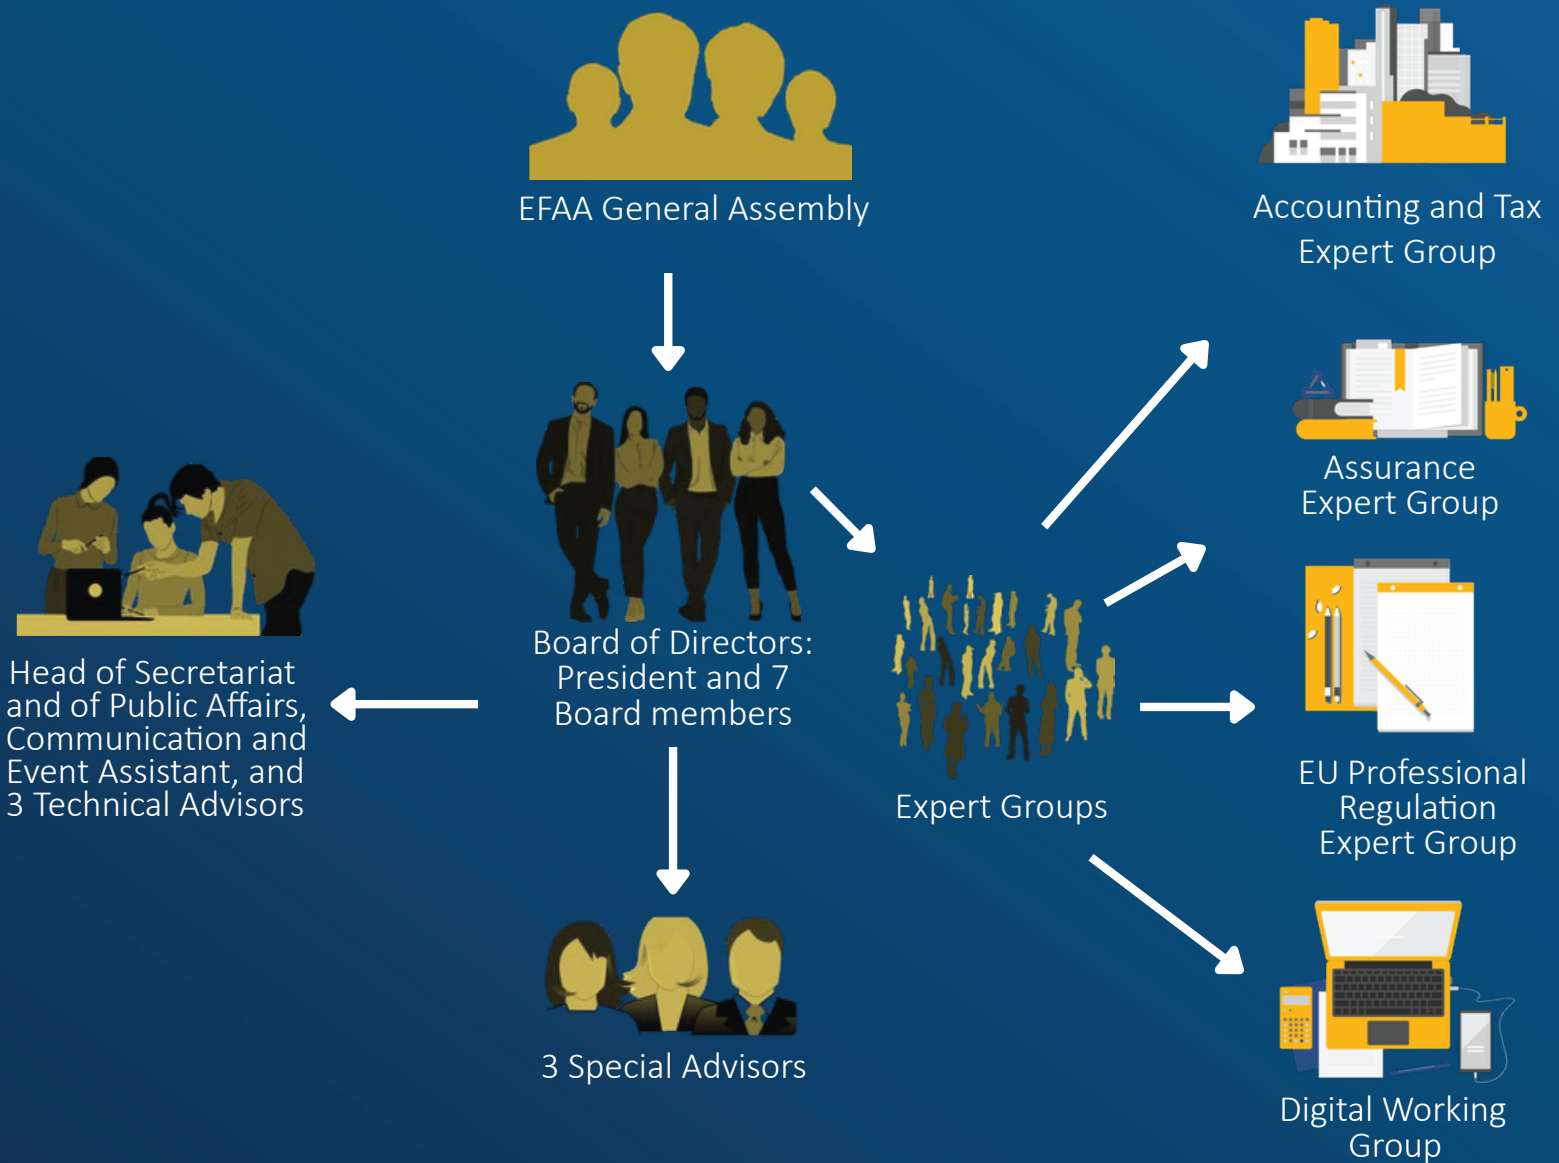 EFAA General Assembly
Accounting and Tax
Expert Group
Assurance
Expert Group
Head of Secretariat
and of Public Affairs,
Communication and
Event Assistant, and
3 Technical Advisors
Board of Directors:
President and 7
Board members
Expert Groups
EU Professional
Regulation
Expert Group
3 Special Advisors
Digital Working
Group